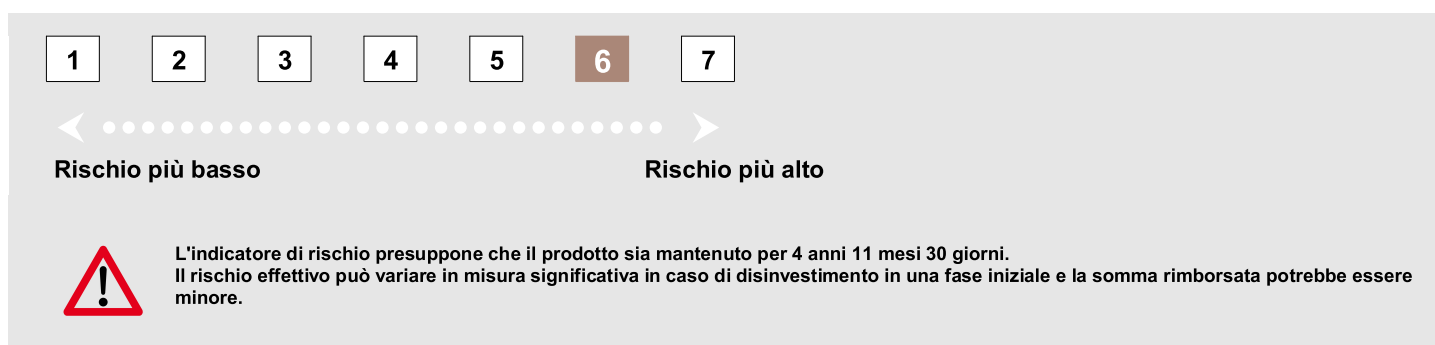 1 2 3 4 5 6 7
Rischio più basso Rischio più alto
L'indicatore di rischio presuppone che il prodotto sia mantenuto per 4 anni 11 mesi 30 giorni.
Il rischio effettivo può variare in misura significativa in caso di disinvestimento in una fase iniziale e la somma rimborsata potrebbe essere
minore.